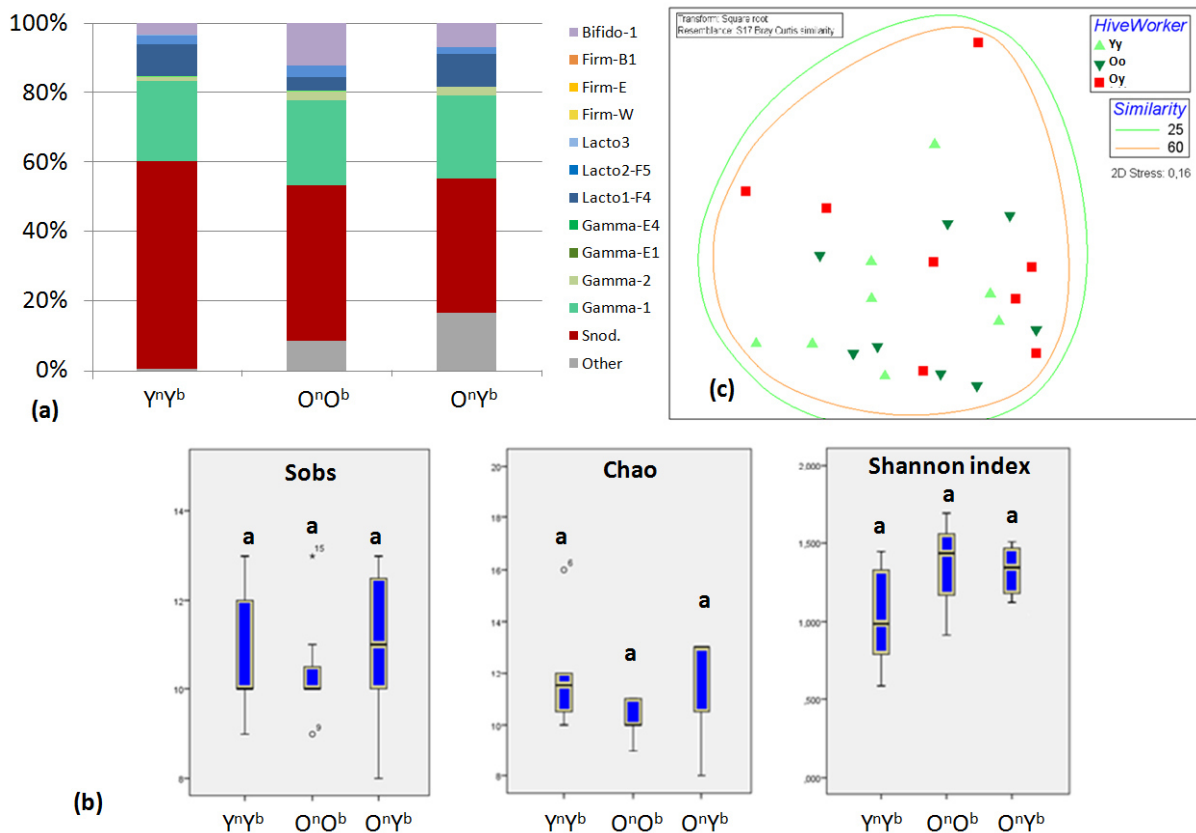 100%
80%
60%
40%
20%
0%
YⁿYᵇ
OⁿOᵇ
OⁿYᵇ
(a)
Bifido-1
Firm-B1
Firm-E
Firm-W
Lacto3
Lacto2-F5
Lacto1-F4
Gamma-E4
Gamma-E1
Gamma-2
Gamma-1
Snod.
Other
Transform: Square root
Resemblance: S17 Bray Curtis similarity
HiveWorker
Yy
Oo
Oy
Similarity
25
60
2D Stress: 0,16
(c)
Sobs
a a a
14
12
10
8
*15
9
YⁿYᵇ OⁿOᵇ OⁿYᵇ
Chao
a a a
20
18
16
14
12
10
8
6
YⁿYᵇ OⁿOᵇ OⁿYᵇ
Shannon index
a a a
2,000
1,500
1,000
,500
,000
YⁿYᵇ OⁿOᵇ OⁿYᵇ
(b)